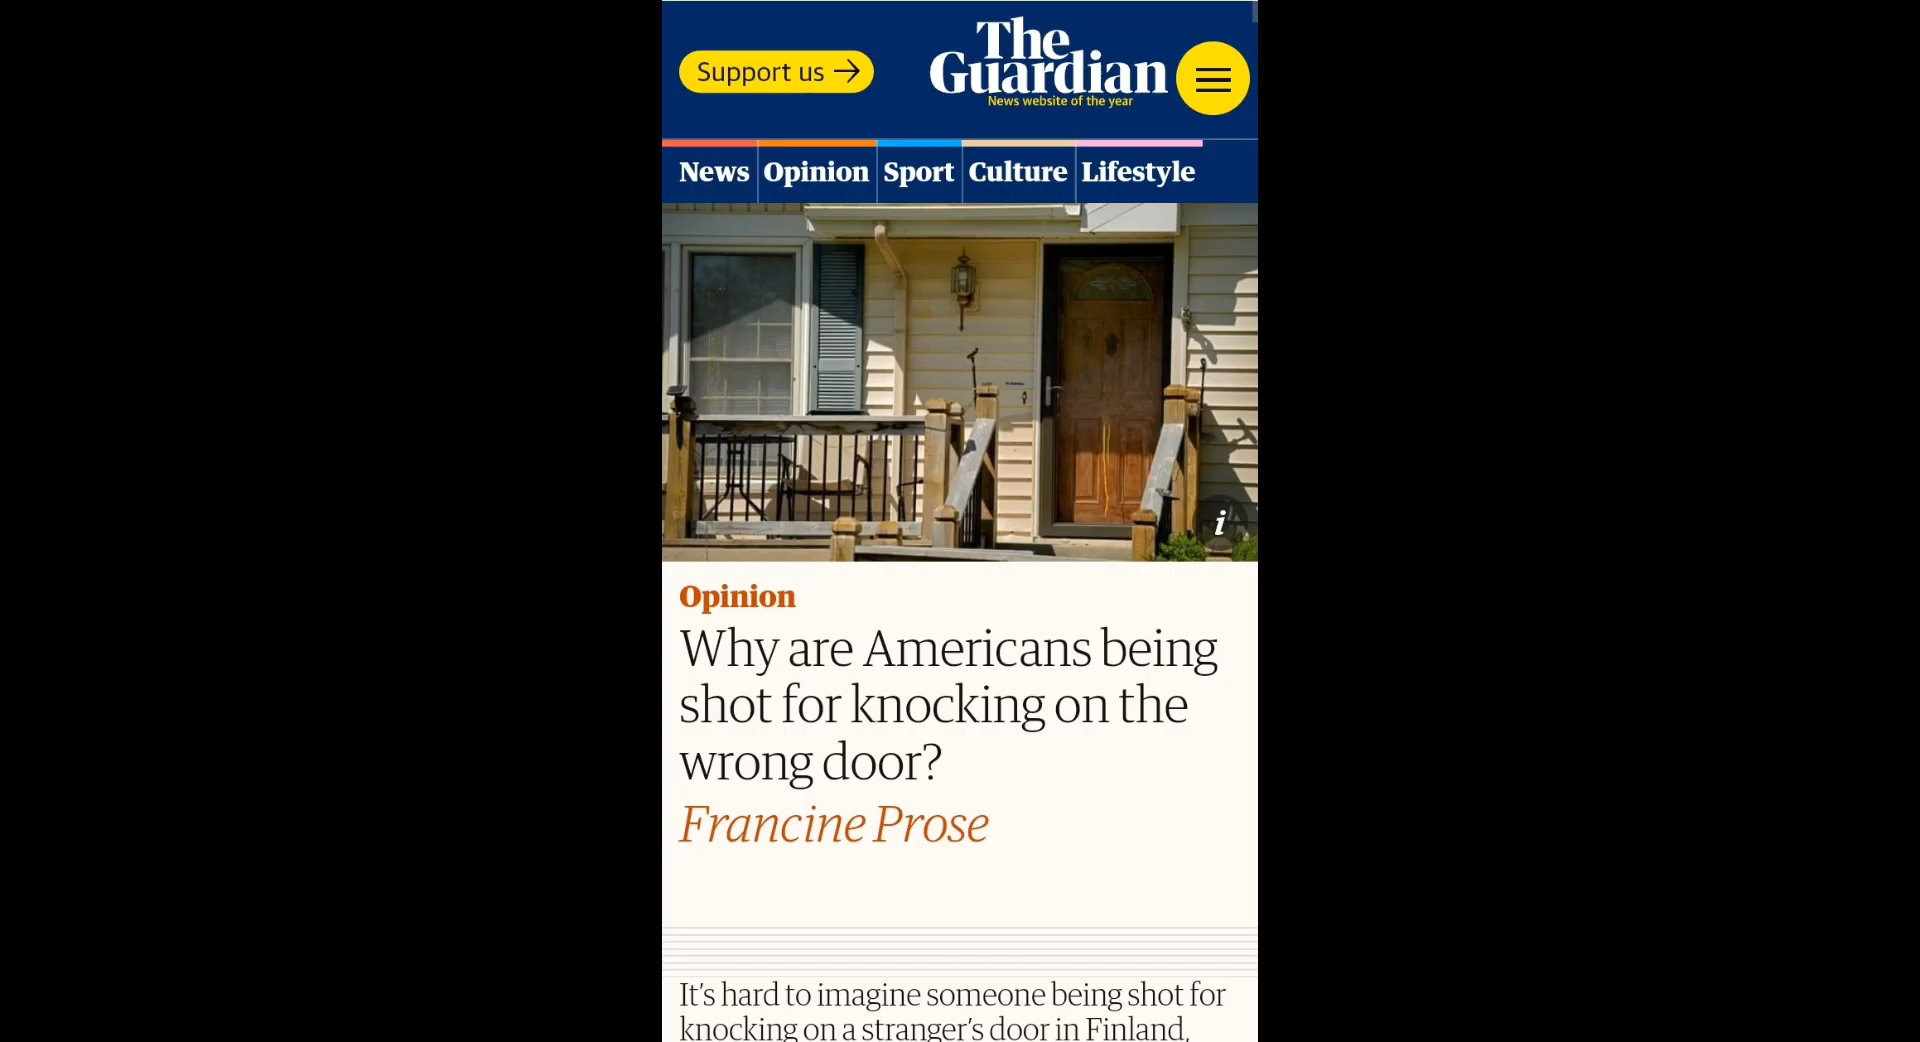 Support us
The
Guardian
News website of the year
News Opinion Sport Culture Lifestyle
i
Opinion
Why are Americans being
shot for knocking on the
wrong door?
Francine Prose
It’s hard to imagine someone being shot for
knocking on a stranger’s door in Finland,